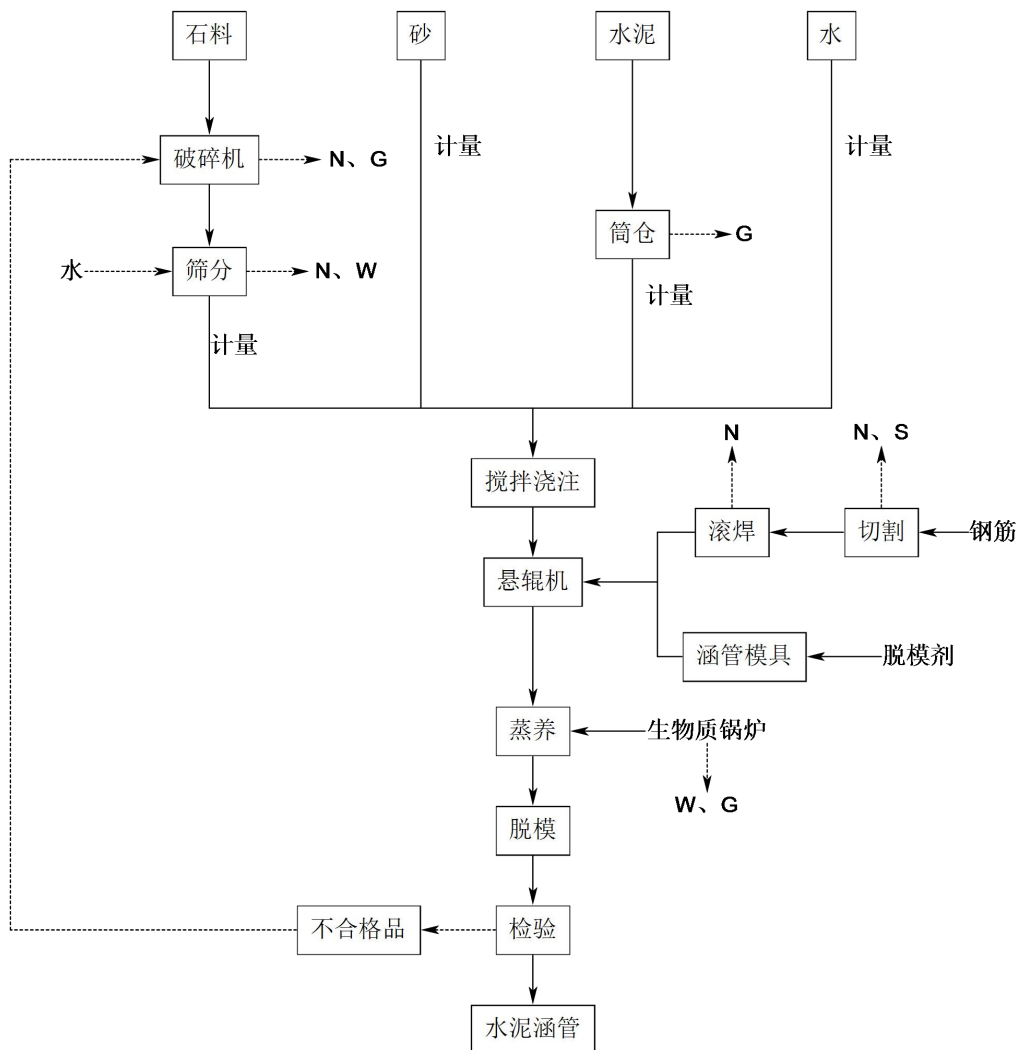 石料 砂 水泥 水
计量 计量
破碎机 N、G
筒仓 G
水 筛分 N、W
计量
计量
N N、S
搅拌浇注
滚焊 切割 钢筋
悬辊机
涵管模具 脱模剂
蒸养 生物质锅炉
W、G
脱模
不合格品 检验
水泥涵管